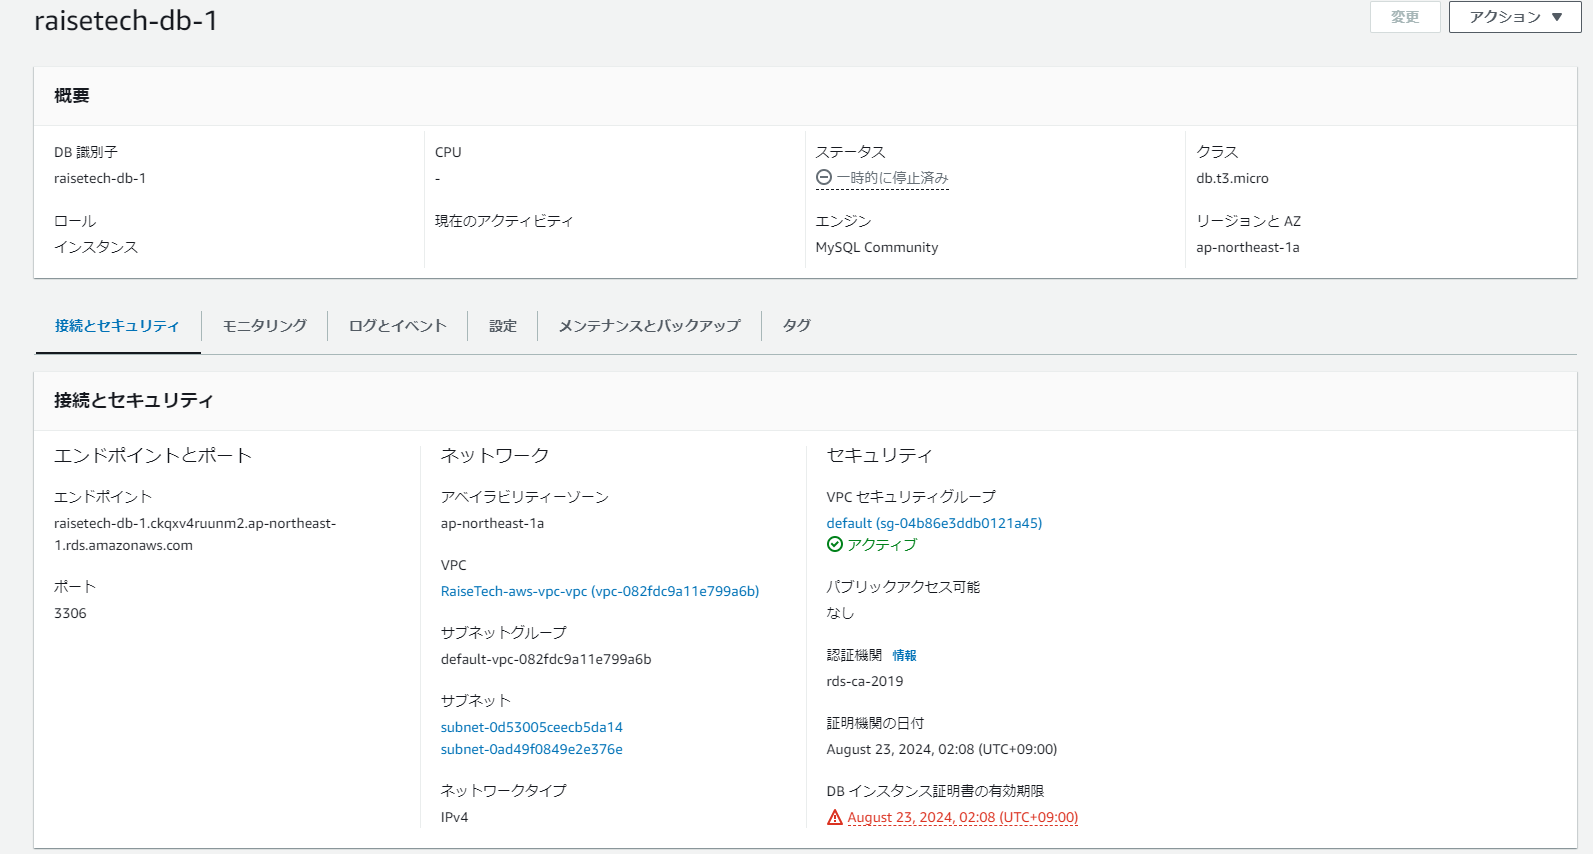 raisetech-db-1
変更
アクション ▼
概要
DB 識別子
raisetech-db-1
CPU
-
ステータス
一時的に停止済み
クラス
db.t3.micro
ロール
インスタンス
現在のアクティビティ
エンジン
MySQL Community
リージョンと AZ
ap-northeast-1a
接続とセキュリティ
モニタリング
ログとイベント
設定
メンテナンスとバックアップ
タグ
接続とセキュリティ
エンドポイントとポート
エンドポイント
raisetech-db-1.ckqxv4ruunm2.ap-northeast-
1.rds.amazonaws.com
ポート
3306
ネットワーク
アベイラビリティーゾーン
ap-northeast-1a
VPC
RaiseTech-aws-vpc-vpc (vpc-082fdc9a11e799a6b)
サブネットグループ
default-vpc-082fdc9a11e799a6b
サブネット
subnet-0d53005ceecb5da14
subnet-0ad49f0849e2e376e
ネットワークタイプ
IPv4
セキュリティ
VPC セキュリティグループ
default (sg-04b86e3ddb0121a45)
アクティブ
パブリックアクセス可能
なし
認証機関 情報
rds-ca-2019
証明機関の日付
August 23, 2024, 02:08 (UTC+09:00)
DB インスタンス証明書の有効期限
August 23, 2024, 02:08 (UTC+09:00)